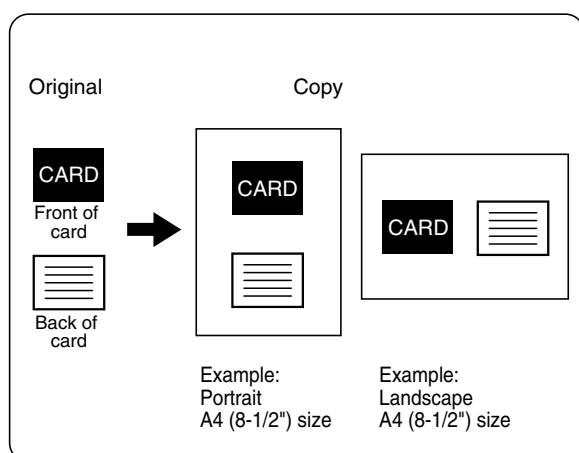 Original
Copy
CARD
Front of
card
Back of
card
CARD
CARD
Example:
Portrait
A4 (8-1/2") size
Example:
Landscape
A4 (8-1/2") size